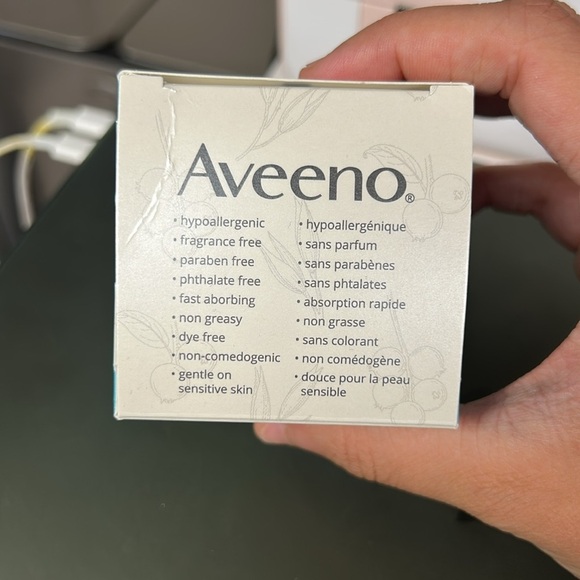 Aveeno®
• hypoallergenic
• fragrance free
• paraben free
• phthalate free
• fast aborbing
• non greasy
• dye free
• non-comedogenic
• gentle on
sensitive skin
• hypoallergénique
• sans parfum
• sans parabènes
• sans phtalates
• absorption rapide
• non grasse
• sans colorant
• non comédogène
• douce pour la peau
sensible